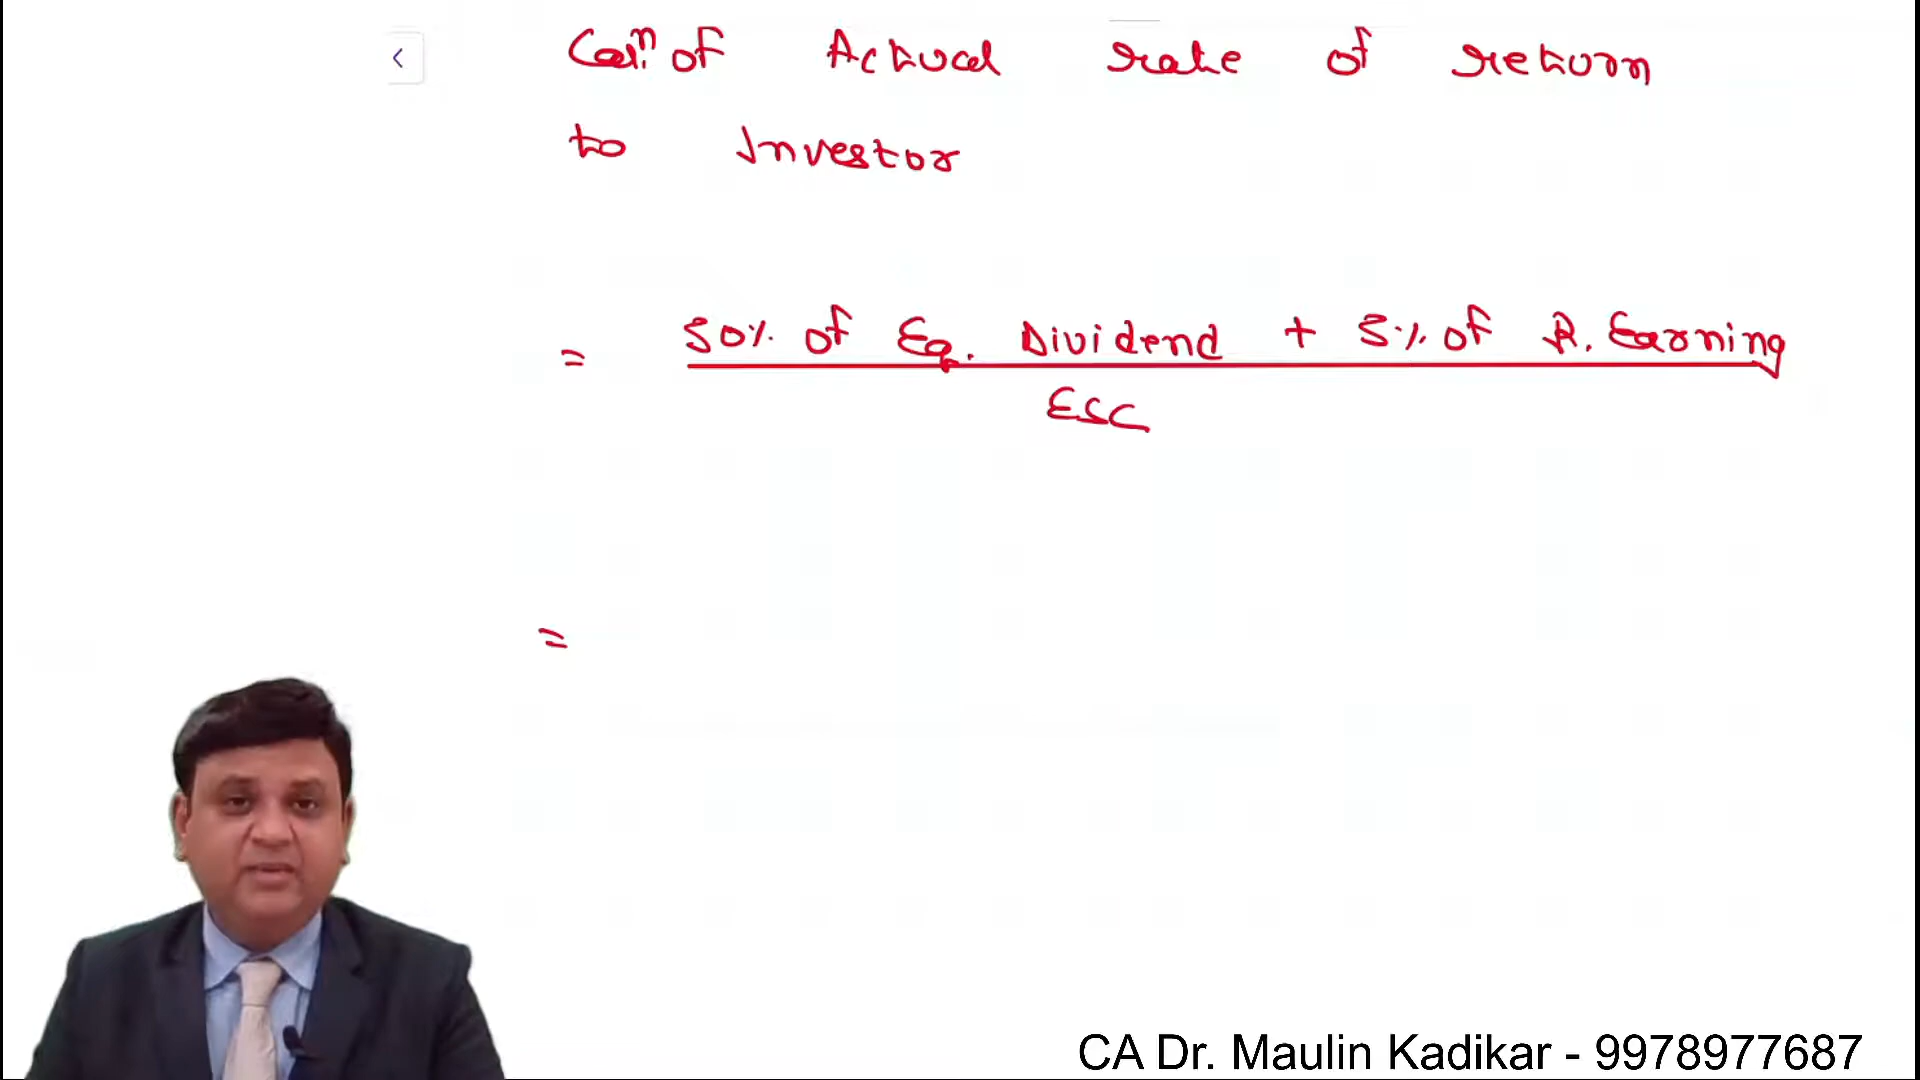 Calⁿ of Actual rate of return
to Investor
= 50% of Eq. Dividend + 5% of R. Earning
ESC
=
CA Dr. Maulin Kadikar - 9978977687